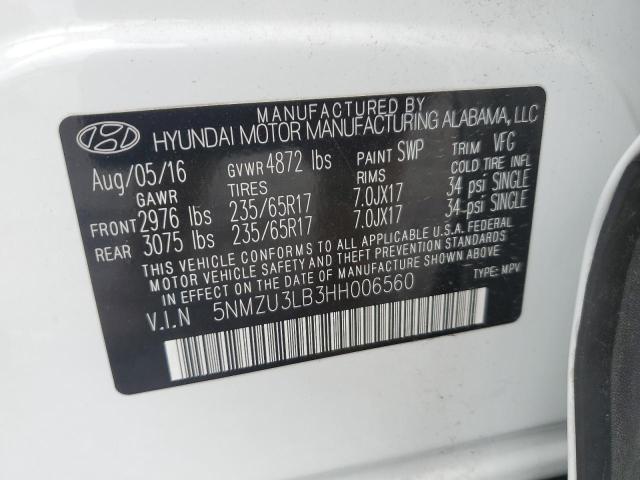 MANUFACTURED BY
HYUNDAI MOTOR MANUFACTURING ALABAMA, LLC
Aug/05/16 GVWR 4872 lbs PAINT SWP TRIM VFG
GAWR TIRES RIMS COLD TIRE INFL
FRONT 2976 lbs 235/65R17 7.0JX17 34 psi SINGLE
REAR 3075 lbs 235/65R17 7.0JX17 34 psi SINGLE
THIS VEHICLE CONFORMS TO ALL APPLICABLE U.S.A. FEDERAL
MOTOR VEHICLE SAFETY AND THEFT PREVENTION STANDARDS
IN EFFECT ON THE DATE OF MANUFACTURE SHOWN ABOVE.
V.I.N 5NMZU3LB3HH006560 TYPE: MPV